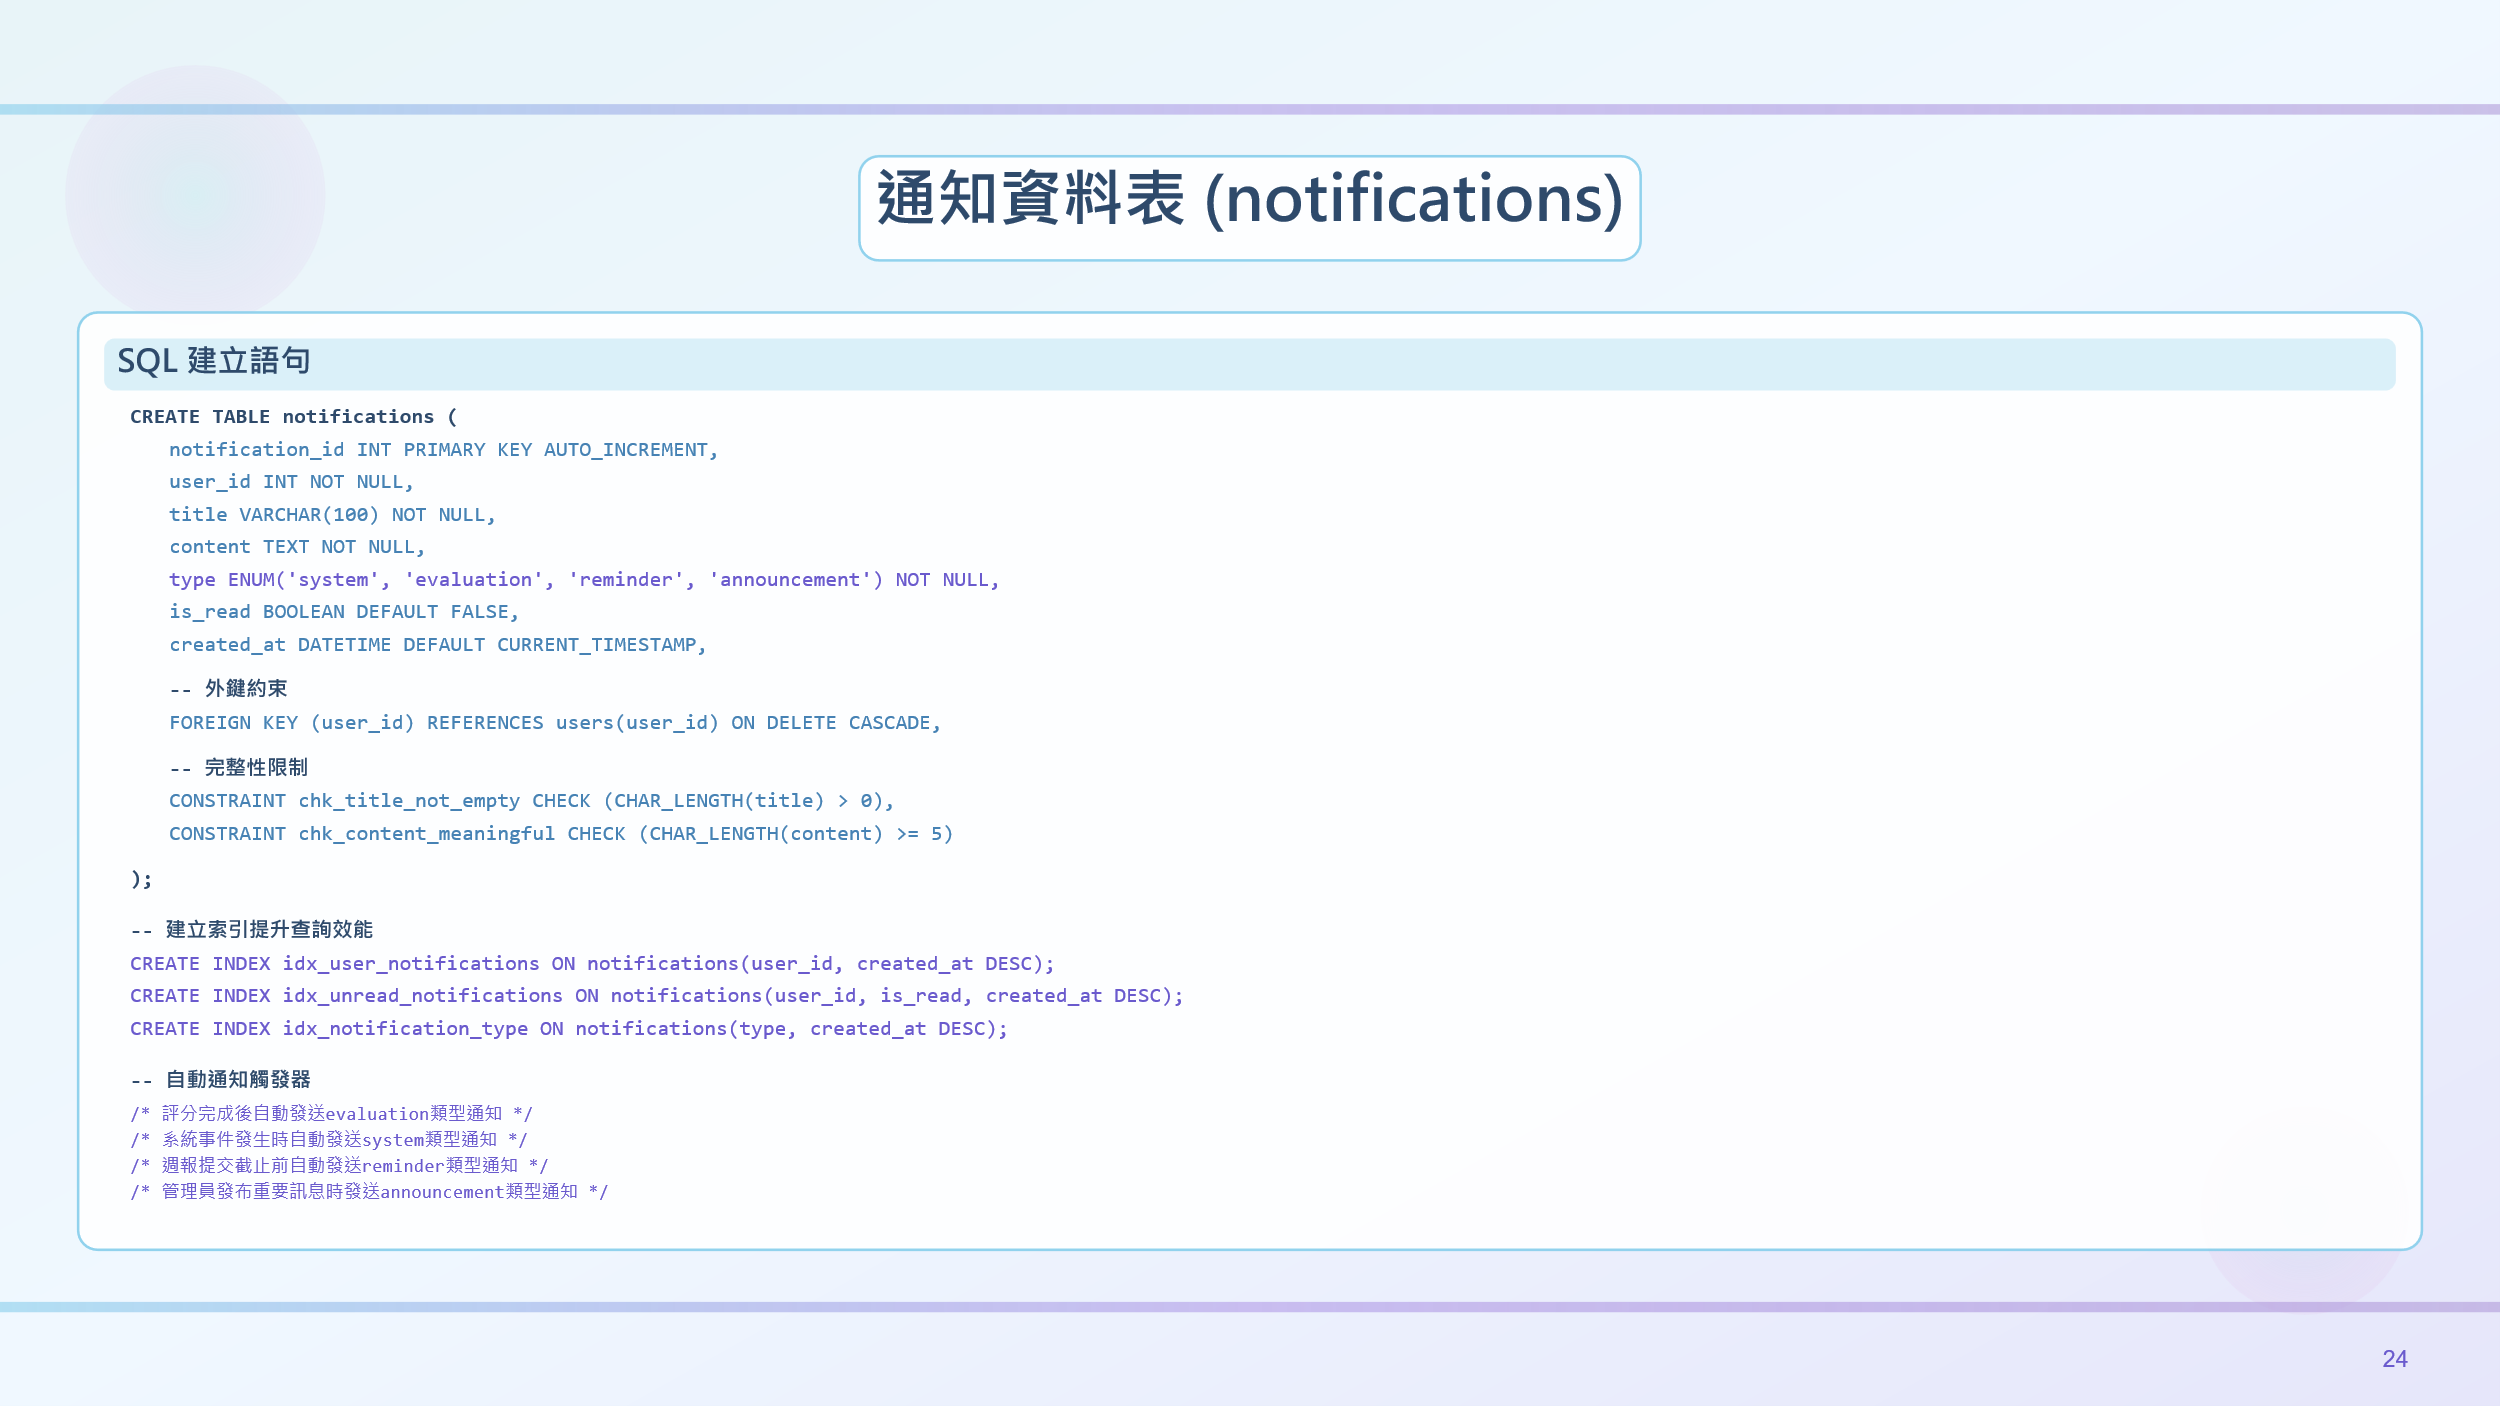 通知資料表 (notifications)
SQL 建立語句
CREATE TABLE notifications (
notification_id INT PRIMARY KEY AUTO_INCREMENT,
user_id INT NOT NULL,
title VARCHAR(100) NOT NULL,
content TEXT NOT NULL,
type ENUM('system', 'evaluation', 'reminder', 'announcement') NOT NULL,
is_read BOOLEAN DEFAULT FALSE,
created_at DATETIME DEFAULT CURRENT_TIMESTAMP,
-- 外鍵約束
FOREIGN KEY (user_id) REFERENCES users(user_id) ON DELETE CASCADE,
-- 完整性限制
CONSTRAINT chk_title_not_empty CHECK (CHAR_LENGTH(title) > 0),
CONSTRAINT chk_content_meaningful CHECK (CHAR_LENGTH(content) >= 5)
);
-- 建立索引提升查詢效能
CREATE INDEX idx_user_notifications ON notifications(user_id, created_at DESC);
CREATE INDEX idx_unread_notifications ON notifications(user_id, is_read, created_at DESC);
CREATE INDEX idx_notification_type ON notifications(type, created_at DESC);
-- 自動通知觸發器
/* 評分完成後自動發送evaluation類型通知 */
/* 系統事件發生時自動發送system類型通知 */
/* 週報提交截止前自動發送reminder類型通知 */
/* 管理員發布重要訊息時發送announcement類型通知 */
24